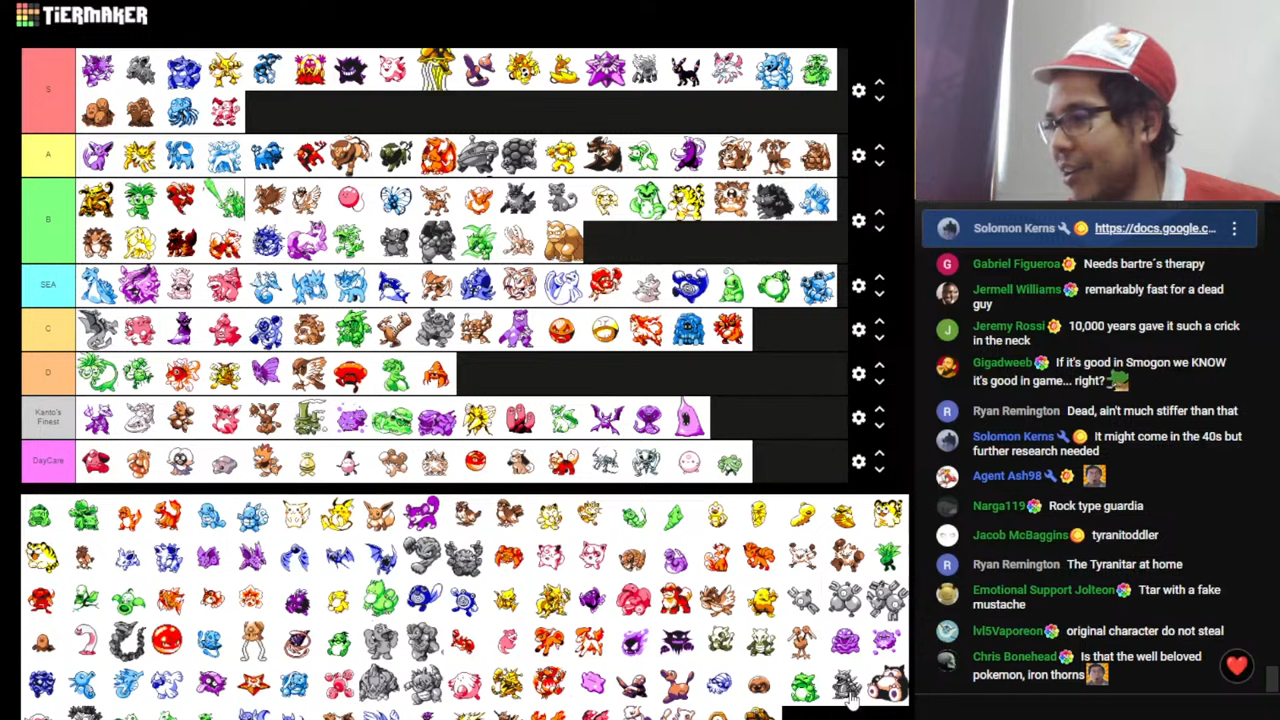 TiERMAKER
S
A
B
SEA
C
D
Kanto's
Finest
DayCare
Solomon Kerns https://docs.google.c...
G Gabriel Figueroa Needs bartre´s therapy
Jermell Williams remarkably fast for a dead
guy
J Jeremy Rossi 10,000 years gave it such a crick
in the neck
Gigadweeb If it's good in Smogon we KNOW
it's good in game... right?
R Ryan Remington Dead, ain't much stiffer than that
Solomon Kerns It might come in the 40s but
further research needed
Agent Ash98
Narga119 Rock type guardia
Jacob McBaggins tyranitoddler
R Ryan Remington The Tyranitar at home
Emotional Support Jolteon Ttar with a fake
mustache
lvl5Vaporeon original character do not steal
Chris Bonehead Is that the well beloved
pokemon, Iron thorns